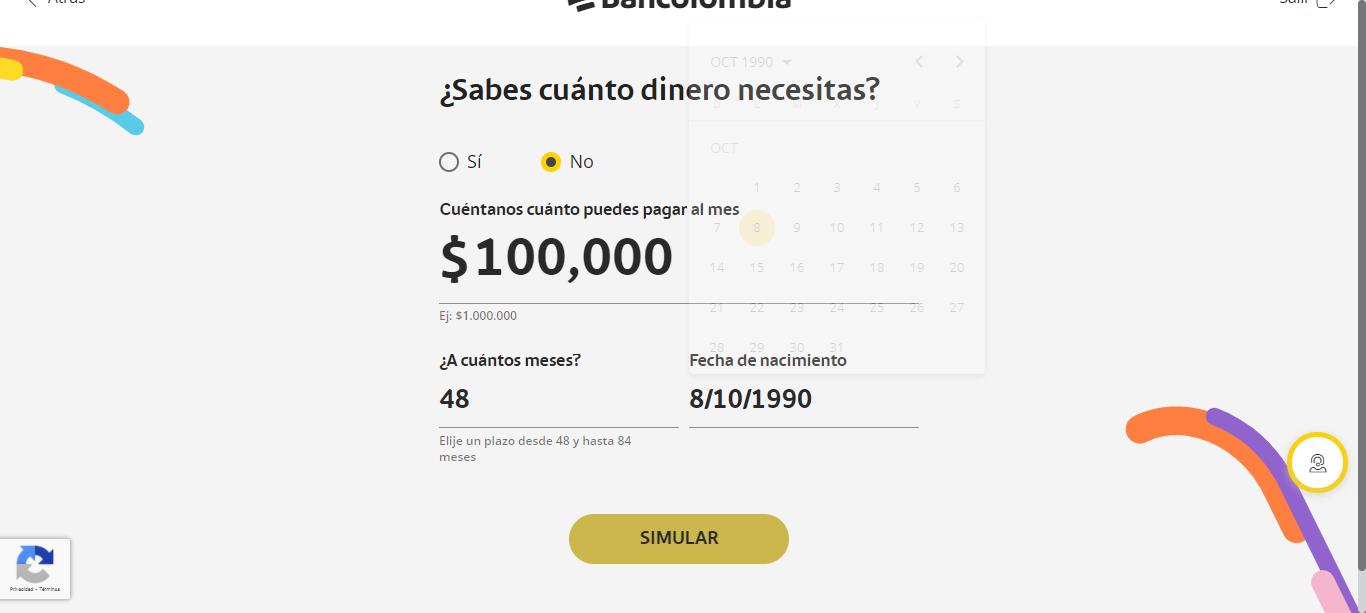 Atrás
Bancolombia
Salir
OCT 1990
¿Sabes cuánto dinero necesitas?
V S
OCT
Sí
No
1 2 3 4 5 6
Cuéntanos cuánto puedes pagar al mes
7 8 9 10 11 12 13
$100,000
14 15 16 17 18 19 20
21 22 23 24 25 26 27
Ej: $1.000.000
28 29 30 31
¿A cuántos meses?
Fecha de nacimiento
48
8/10/1990
Elije un plazo desde 48 y hasta 84
meses
SIMULAR
Privacidad - Términos